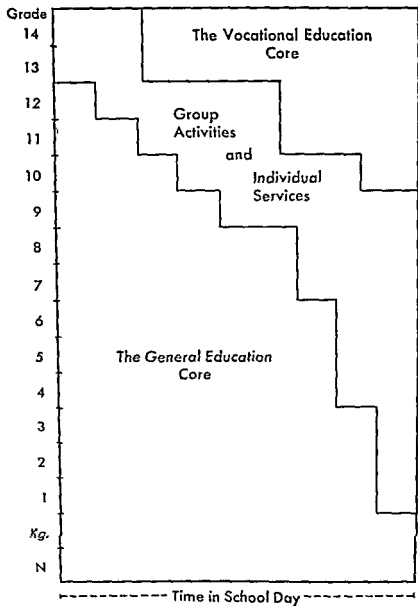 Grade
14
The Vocational Education
Core
13
12
Group
Activities
11
and
10
Individual
Services
9
8
7
6
5
The General Education
Core
4
3
2
1
Kg.
N
Time in School Day